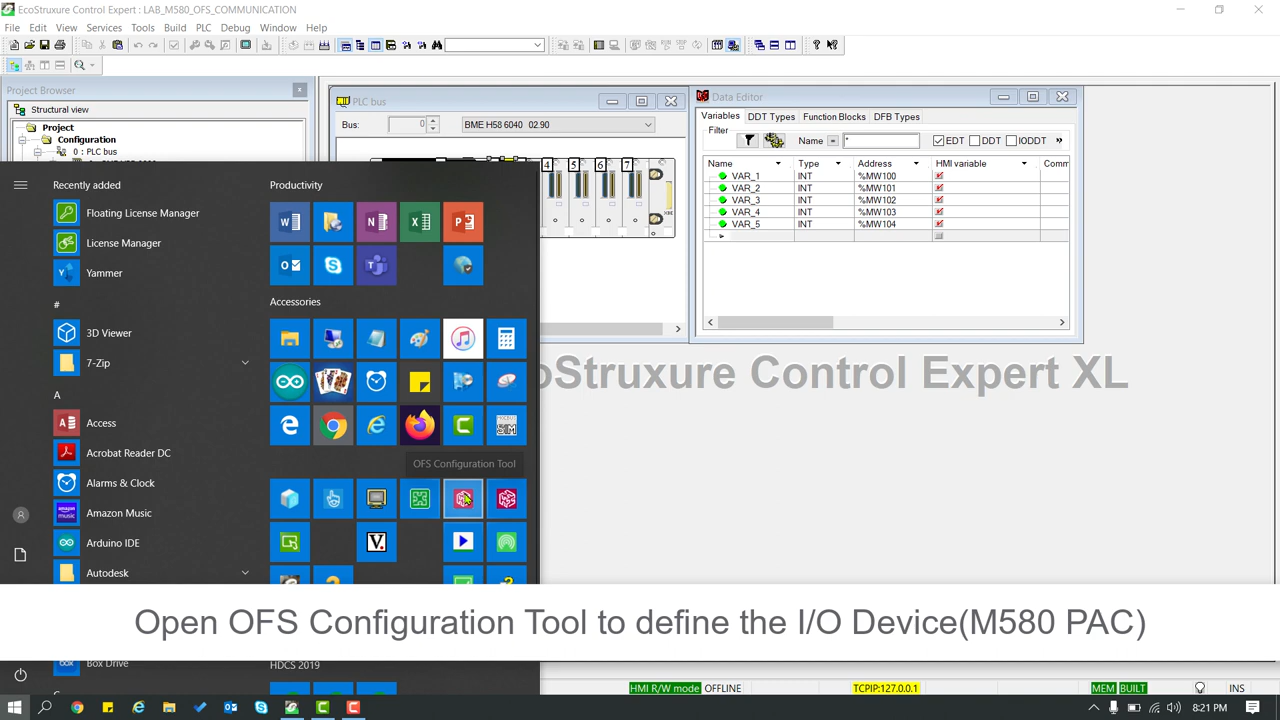 EcoStruxure Control Expert : LAB_M580_OFS_COMMUNICATION
File Edit View Services Tools Build PLC Debug Window Help
Project Browser
Structural view
Project
Configuration
0 : PLC bus
PLC bus
Bus: 0 BME H58 6040 02.90
4 5 6 7
Data Editor
Variables DDT Types Function Blocks DFB Types
Filter Name = * EDT DDT IODDT »
Name Type Address HMI variable Comm
VAR_1 INT %MW100
VAR_2 INT %MW101
VAR_3 INT %MW102
VAR_4 INT %MW103
VAR_5 INT %MW104
Recently added
Floating License Manager
License Manager
Yammer
#
3D Viewer
7-Zip
A
Access
Acrobat Reader DC
Alarms & Clock
Amazon Music
Arduino IDE
Autodesk
Box Drive
Productivity
Accessories
OFS Configuration Tool
HDCS 2019
oStruxure Control Expert XL
Open OFS Configuration Tool to define the I/O Device(M580 PAC)
HMI R/W mode OFFLINE TCPIP:127.0.0.1 MEM BUILT INS
8:21 PM